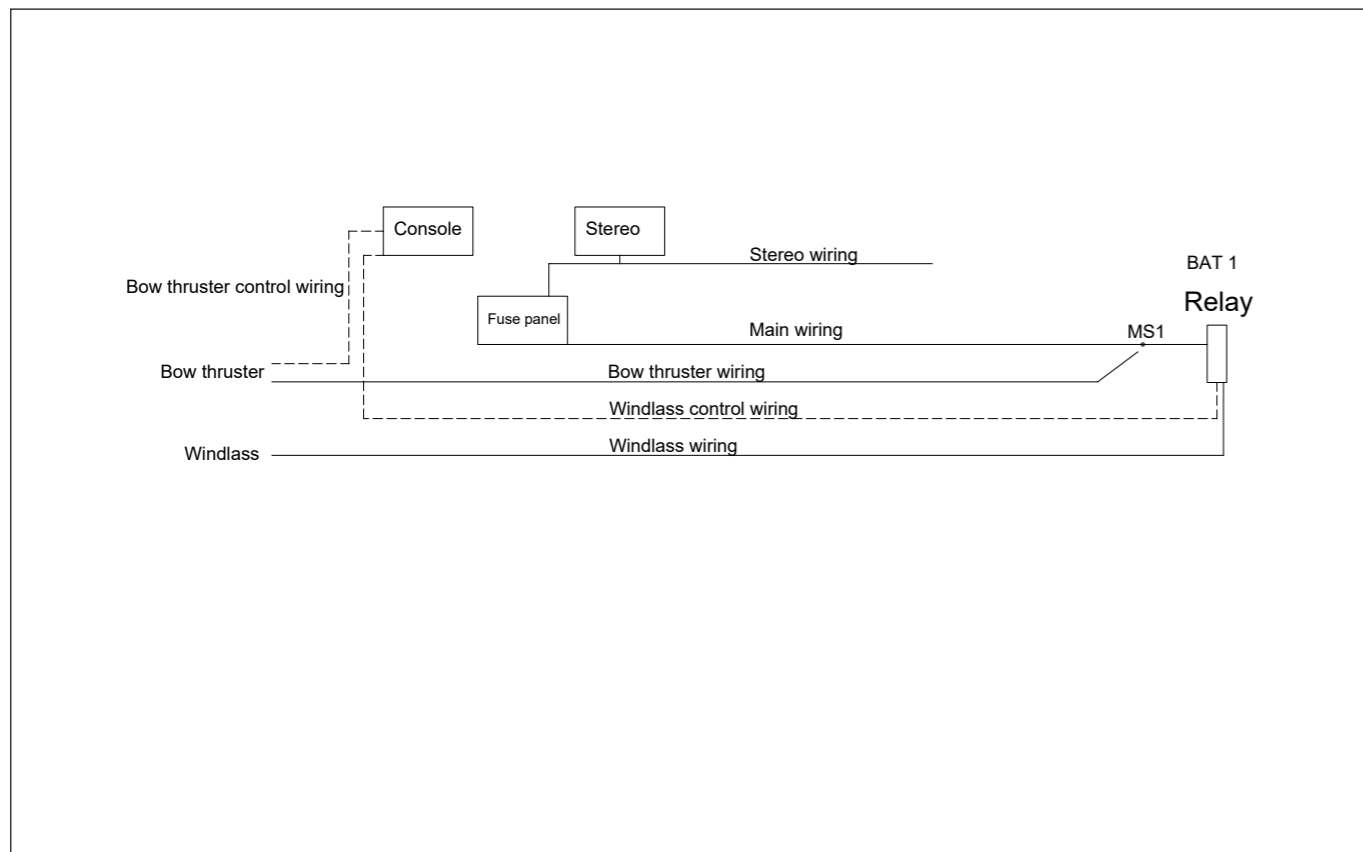 Console
Stereo
Stereo wiring
BAT 1
Bow thruster control wiring
Relay
Fuse panel
Main wiring
MS1
Bow thruster
Bow thruster wiring
Windlass control wiring
Windlass
Windlass wiring